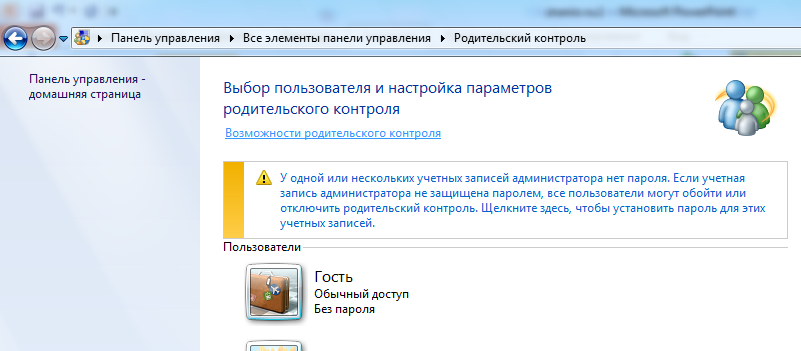 Microsoft PowerPoint
Панель управления ▸ Все элементы панели управления ▸ Родительский контроль
Панель управления -
домашняя страница
Выбор пользователя и настройка параметров
родительского контроля
Возможности родительского контроля
У одной или нескольких учетных записей администратора нет пароля. Если учетная
запись администратора не защищена паролем, все пользователи могут обойти или
отключить родительский контроль. Щелкните здесь, чтобы установить пароль для этих
учетных записей.
Пользователи
Гость
Обычный доступ
Без пароля